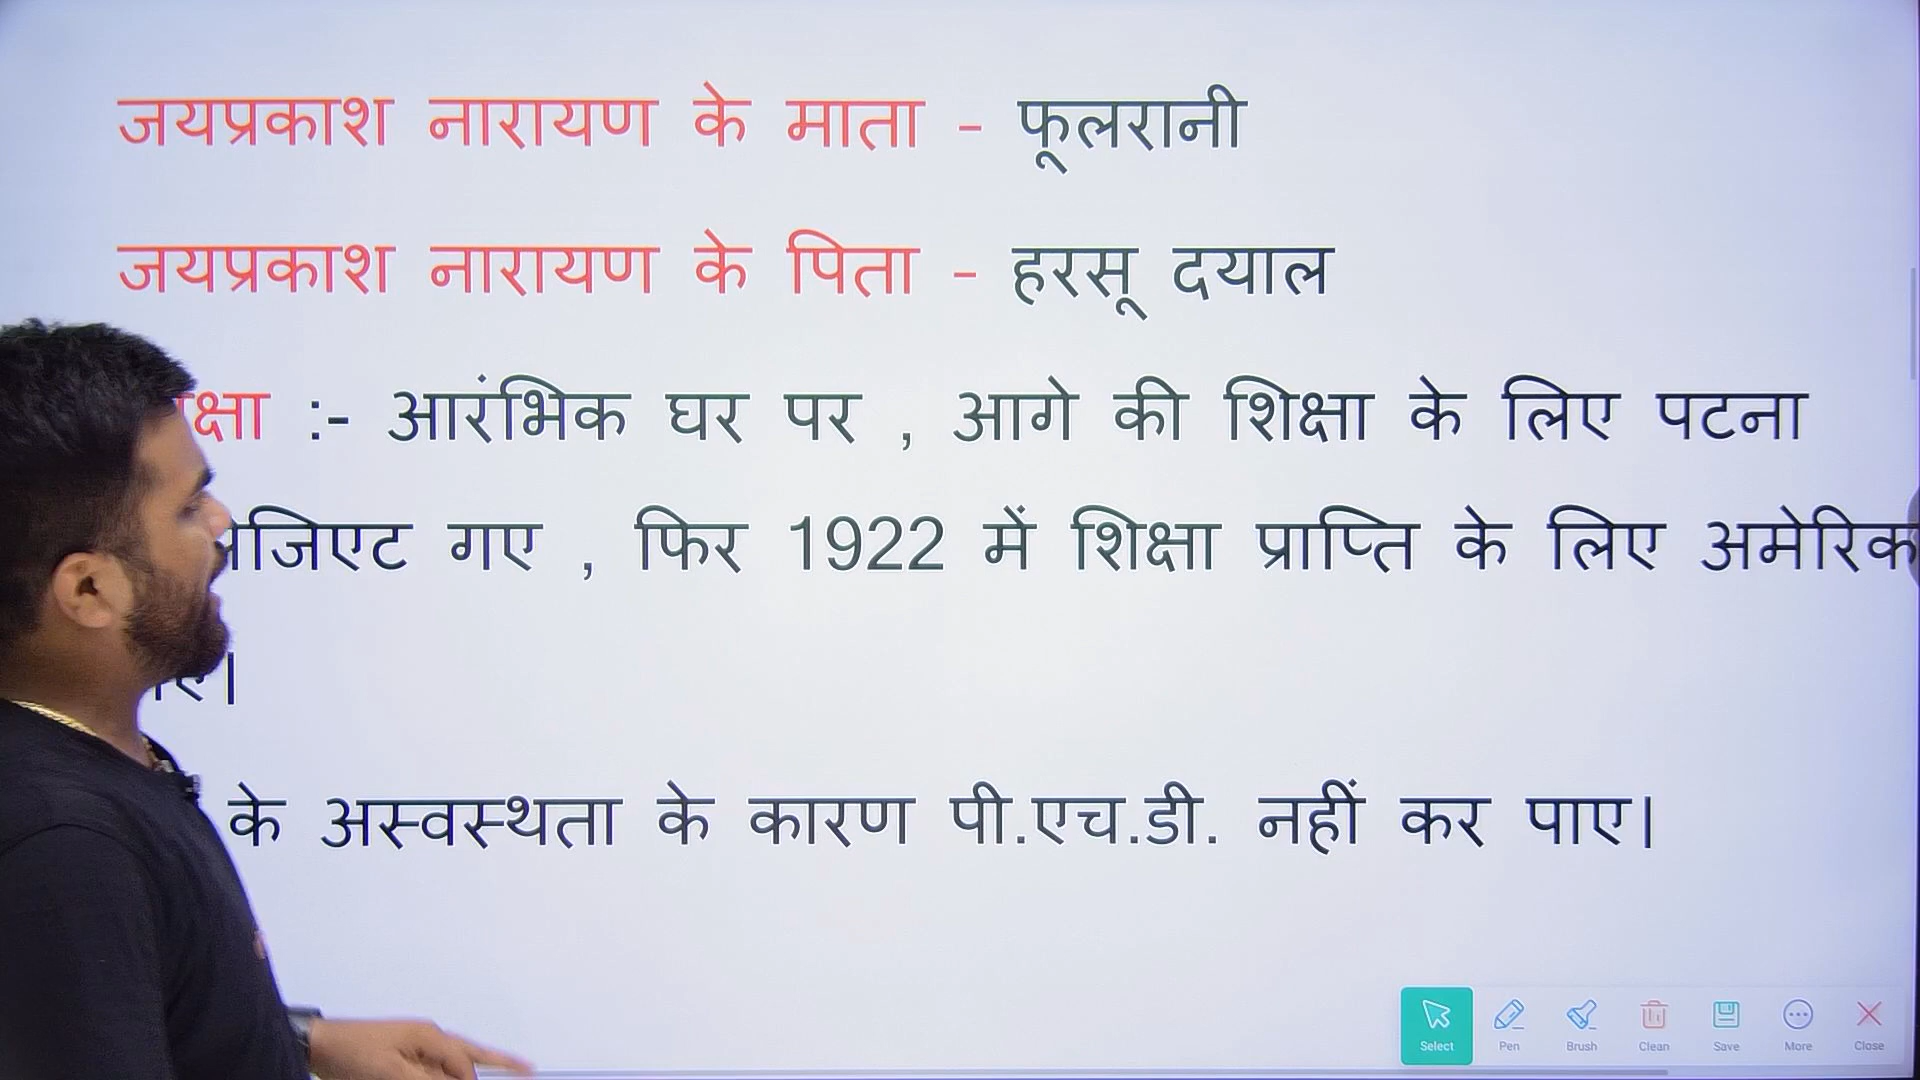 जयप्रकाश नारायण के माता - फूलरानी
जयप्रकाश नारायण के पिता - हरसू दयाल
:- आरंभिक घर पर , आगे की शिक्षा के लिए पटना
गए , फिर 1922 में शिक्षा प्राप्ति के लिए
के अस्वस्थता के कारण पी.एच.डी. नहीं कर पाए।
Select Pen Brush Clean Save More Close